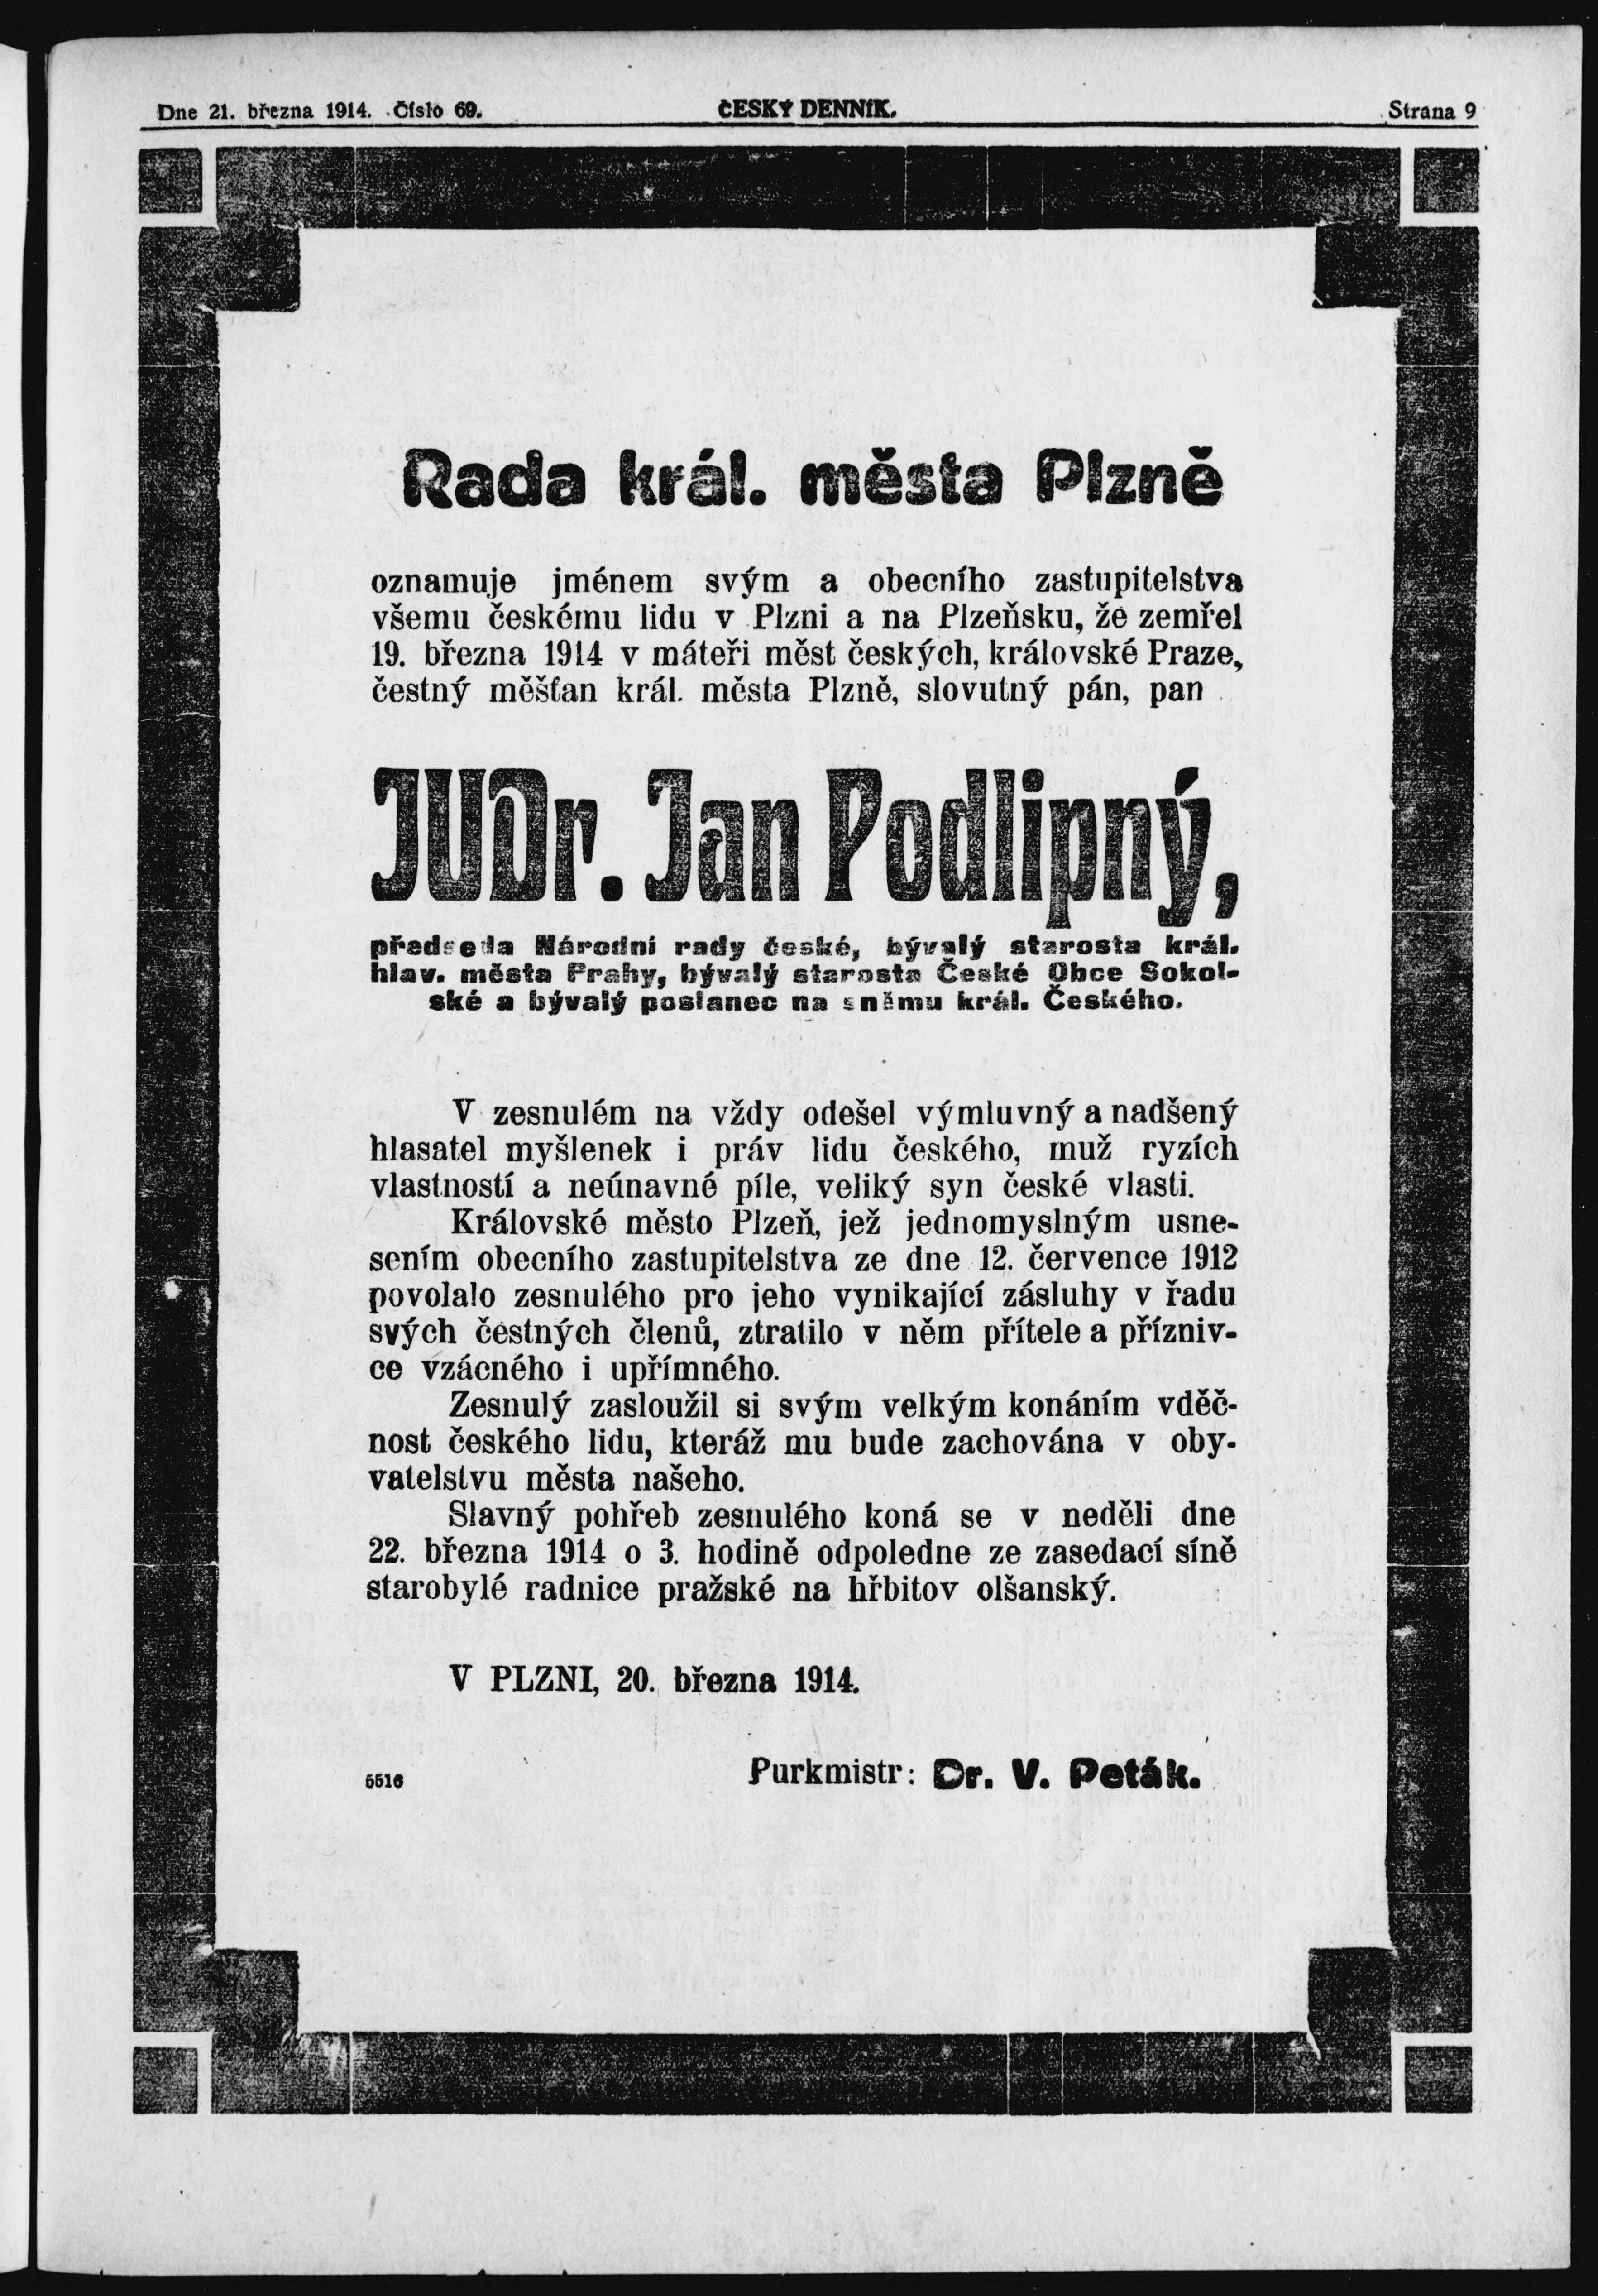 Dne 21. března 1914. Číslo 69.
ČESKÝ DENNÍK.
Strana 9
Rada král. města Plzně
oznamuje jménem svým a obecního zastupitelstva
všemu českému lidu v Plzni a na Plzeňsku, že zemřel
19. března 1914 v máteři měst českých, královské Praze,
čestný měšťan král. města Plzně, slovutný pán, pan
JUDr. Jan Podlipný,
předseda Národní rady české, bývalý starosta král.
hlav. města Prahy, bývalý starosta České Obce Sokol-
ské a bývalý poslanec na sněmu král. Českého.
V zesnulém na vždy odešel výmluvný a nadšený
hlasatel myšlenek i práv lidu českého, muž ryzích
vlastností a neúnavné píle, veliký syn české vlasti.
Královské město Plzeň, jež jednomyslným usne-
sením obecního zastupitelstva ze dne 12. července 1912
povolalo zesnulého pro jeho vynikající zásluhy v řadu
svých čestných členů, ztratilo v něm přítele a přízniv-
ce vzácného i upřímného.
Zesnulý zasloužil si svým velkým konáním vděč-
nost českého lidu, kteráž mu bude zachována v oby-
vatelstvu města našeho.
Slavný pohřeb zesnulého koná se v neděli dne
22. března 1914 o 3. hodině odpoledne ze zasedací síně
starobylé radnice pražské na hřbitov olšanský.
V PLZNI, 20. března 1914.
5516
Purkmistr: Dr. V. Peták.